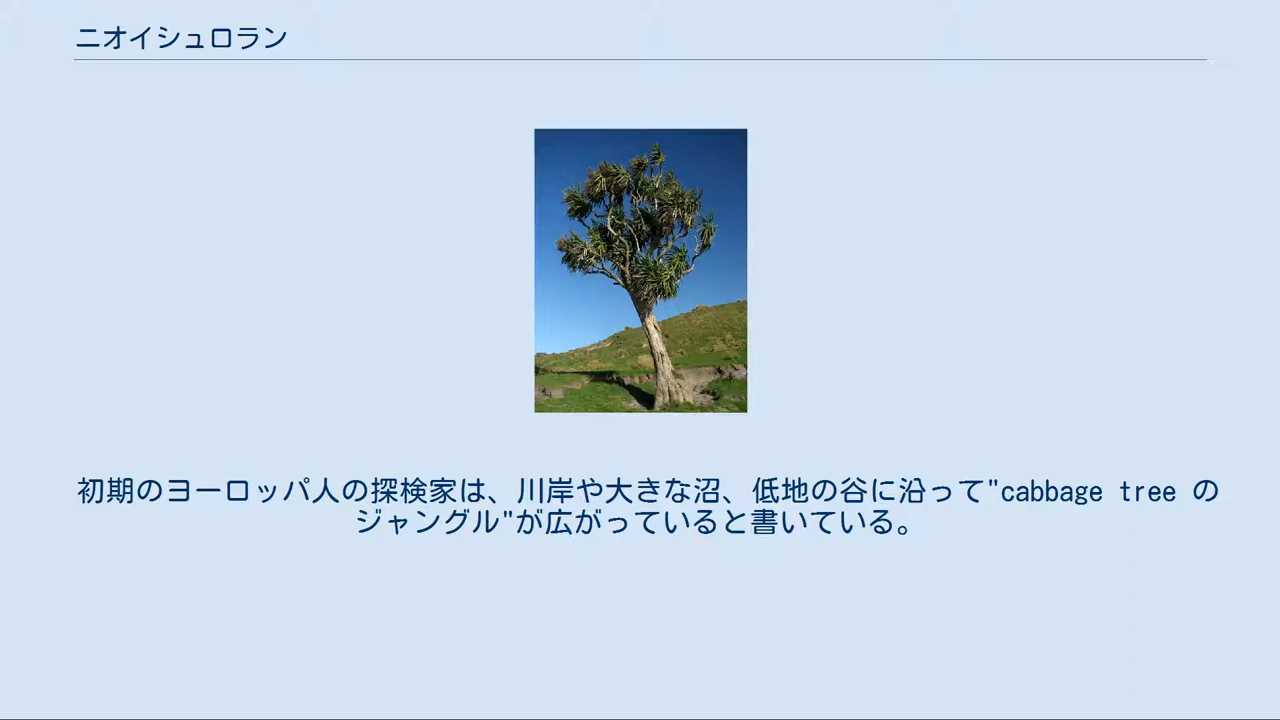 ニオイシュロラン
初期のヨーロッパ人の探検家は、川岸や大きな沼、低地の谷に沿って"cabbage tree の
ジャングル"が広がっていると書いている。